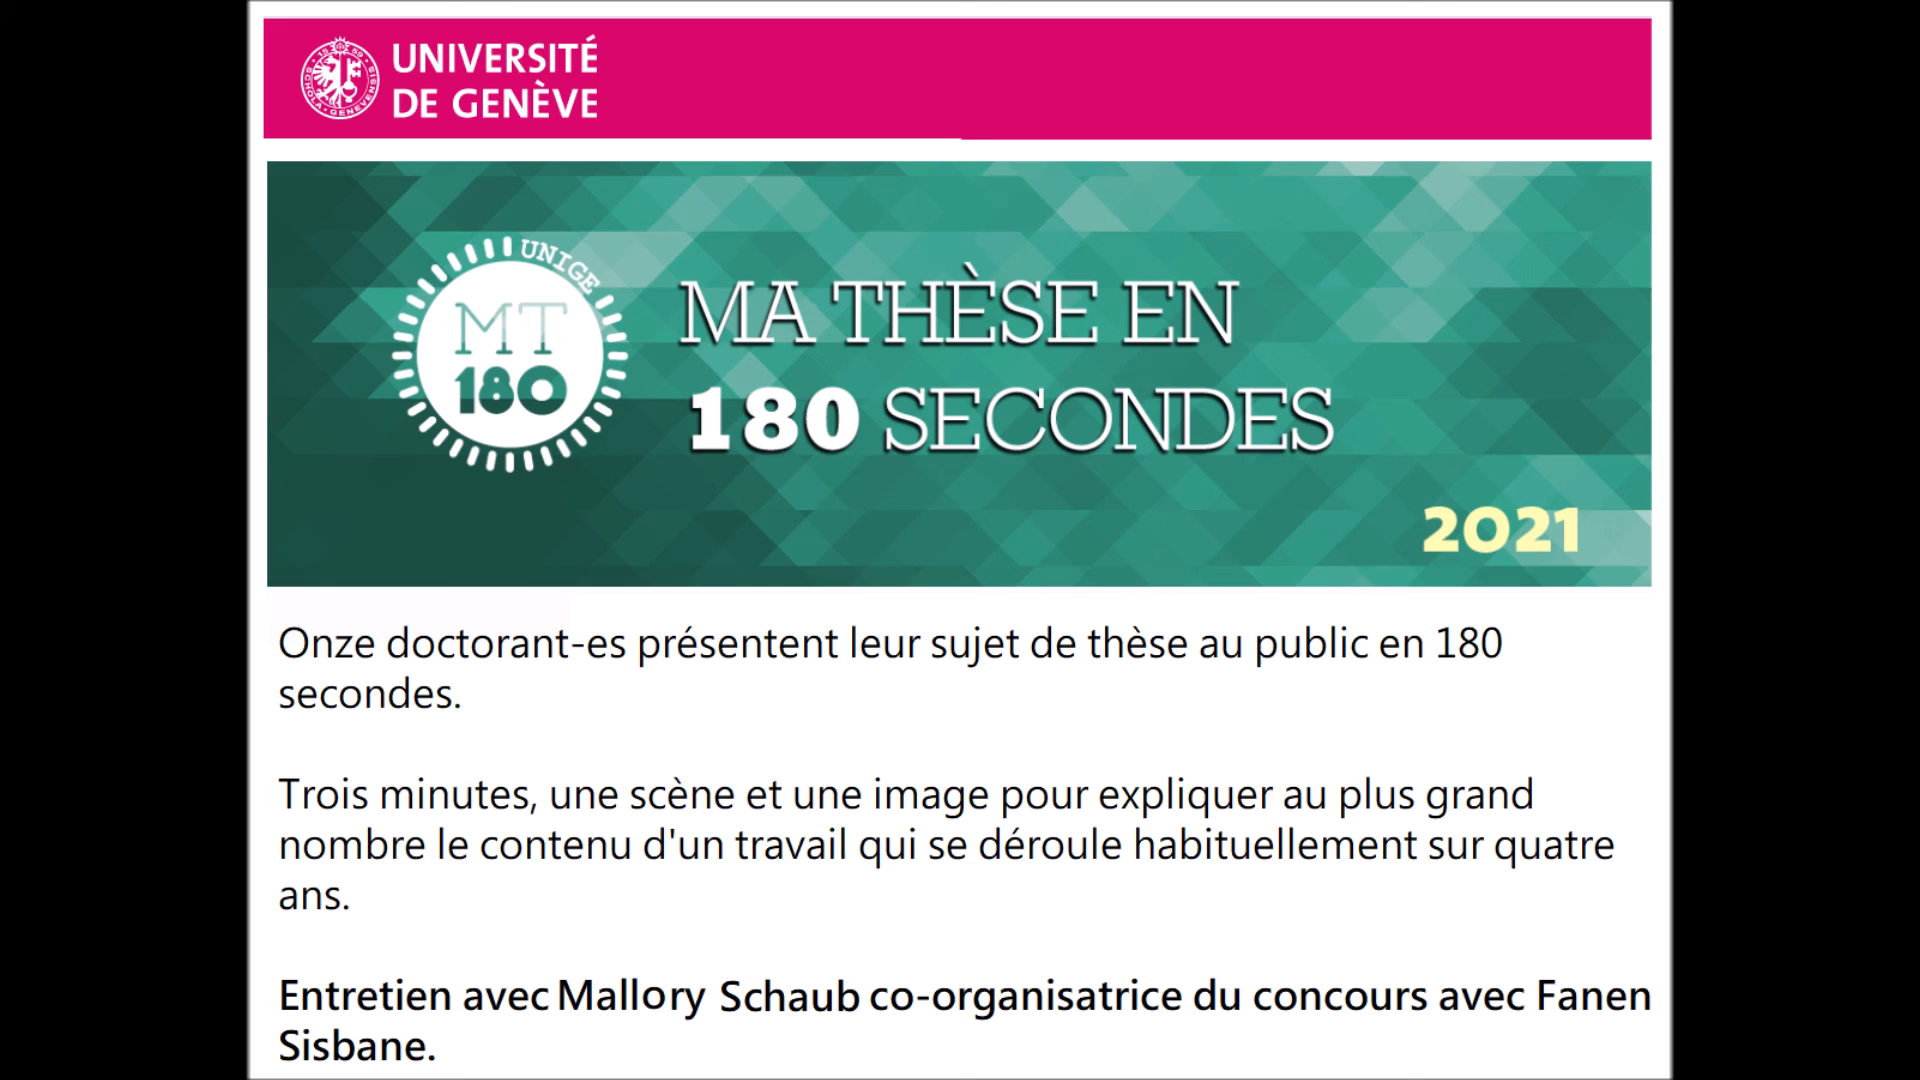 UNIVERSITÉ
DE GENÈVE
SCHOLA GENEVENSIS 1559
UNIGE
MT
180
MA THÈSE EN
180 SECONDES
2021
Onze doctorant-es présentent leur sujet de thèse au public en 180
secondes.
Trois minutes, une scène et une image pour expliquer au plus grand
nombre le contenu d'un travail qui se déroule habituellement sur quatre
ans.
Entretien avec Mallory Schaub co-organisatrice du concours avec Fanen
Sisbane.